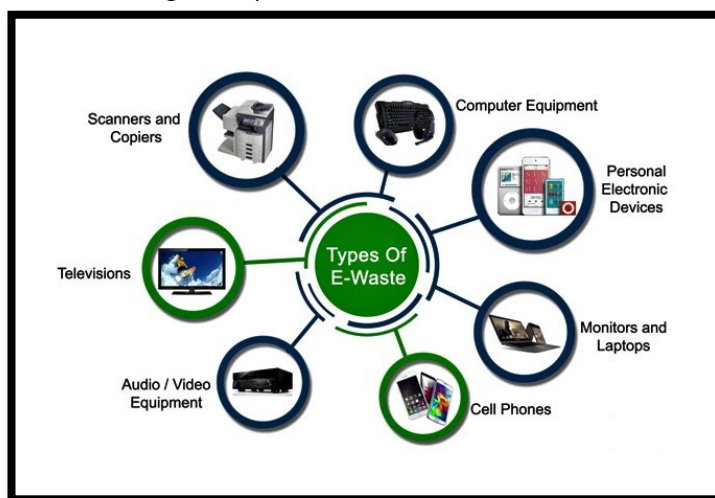 Scanners and
Copiers
Computer Equipment
Personal
Electronic
Devices
Types Of
E-Waste
Televisions
Monitors and
Laptops
Audio / Video
Equipment
Cell Phones